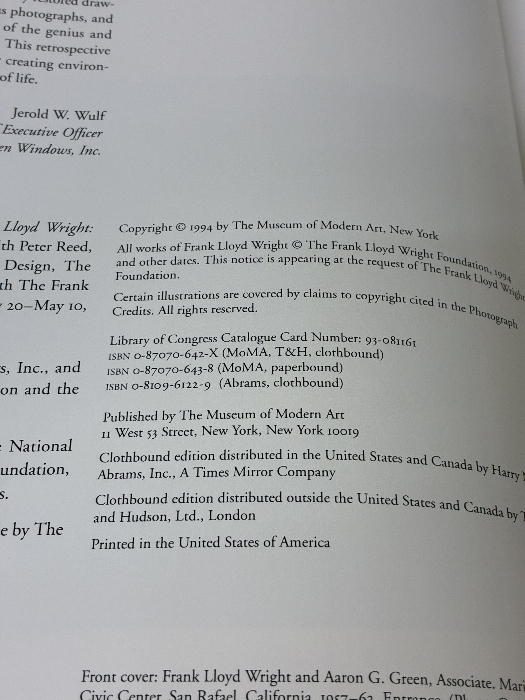 s photographs, and
of the genius and
This retrospective
creating environ-
of life.
Jerold W. Wulf
Executive Officer
en Windows, Inc.
Lloyd Wright:
th Peter Reed,
Design, The
th The Frank
20–May 10,
s, Inc., and
on and the
National
undation,
s.
e by The
Copyright © 1994 by The Museum of Modern Art, New York
All works of Frank Lloyd Wright © The Frank Lloyd Wright Foundation, 1994
and other dates. This notice is appearing at the request of The Frank Lloyd Wright
Foundation.
Certain illustrations are covered by claims to copyright cited in the Photograph
Credits. All rights reserved.
Library of Congress Catalogue Card Number: 93-081161
ISBN 0-87070-642-X (MoMA, T&H, clothbound)
ISBN 0-87070-643-8 (MoMA, paperbound)
ISBN 0-8109-6122-9 (Abrams, clothbound)
Published by The Museum of Modern Art
11 West 53 Street, New York, New York 10019
Clothbound edition distributed in the United States and Canada by Harry
Abrams, Inc., A Times Mirror Company
Clothbound edition distributed outside the United States and Canada by
and Hudson, Ltd., London
Printed in the United States of America
Front cover: Frank Lloyd Wright and Aaron G. Green, Associate. Mari
Civic Center, San Rafael, California. 1957–62. Entrance